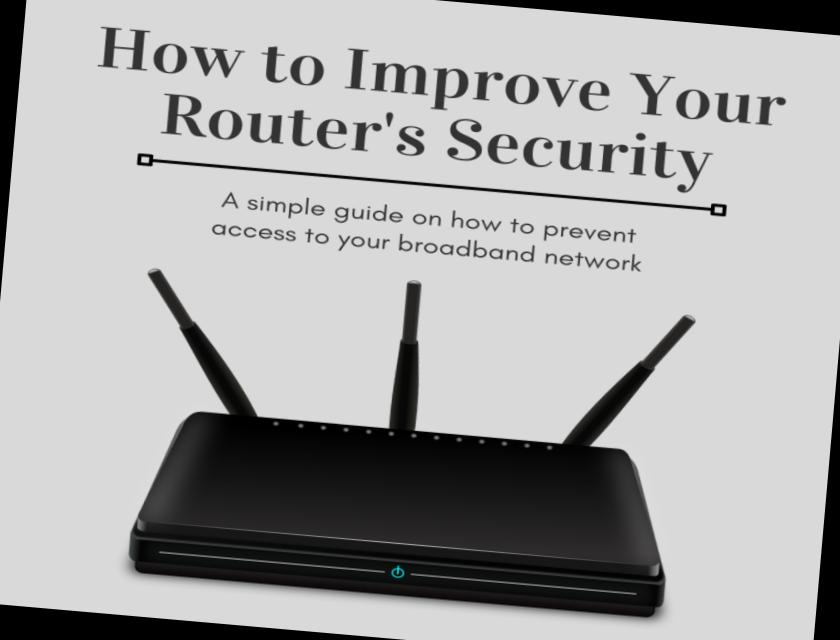 How to Improve Your
Router's Security
A simple guide on how to prevent
access to your broadband network